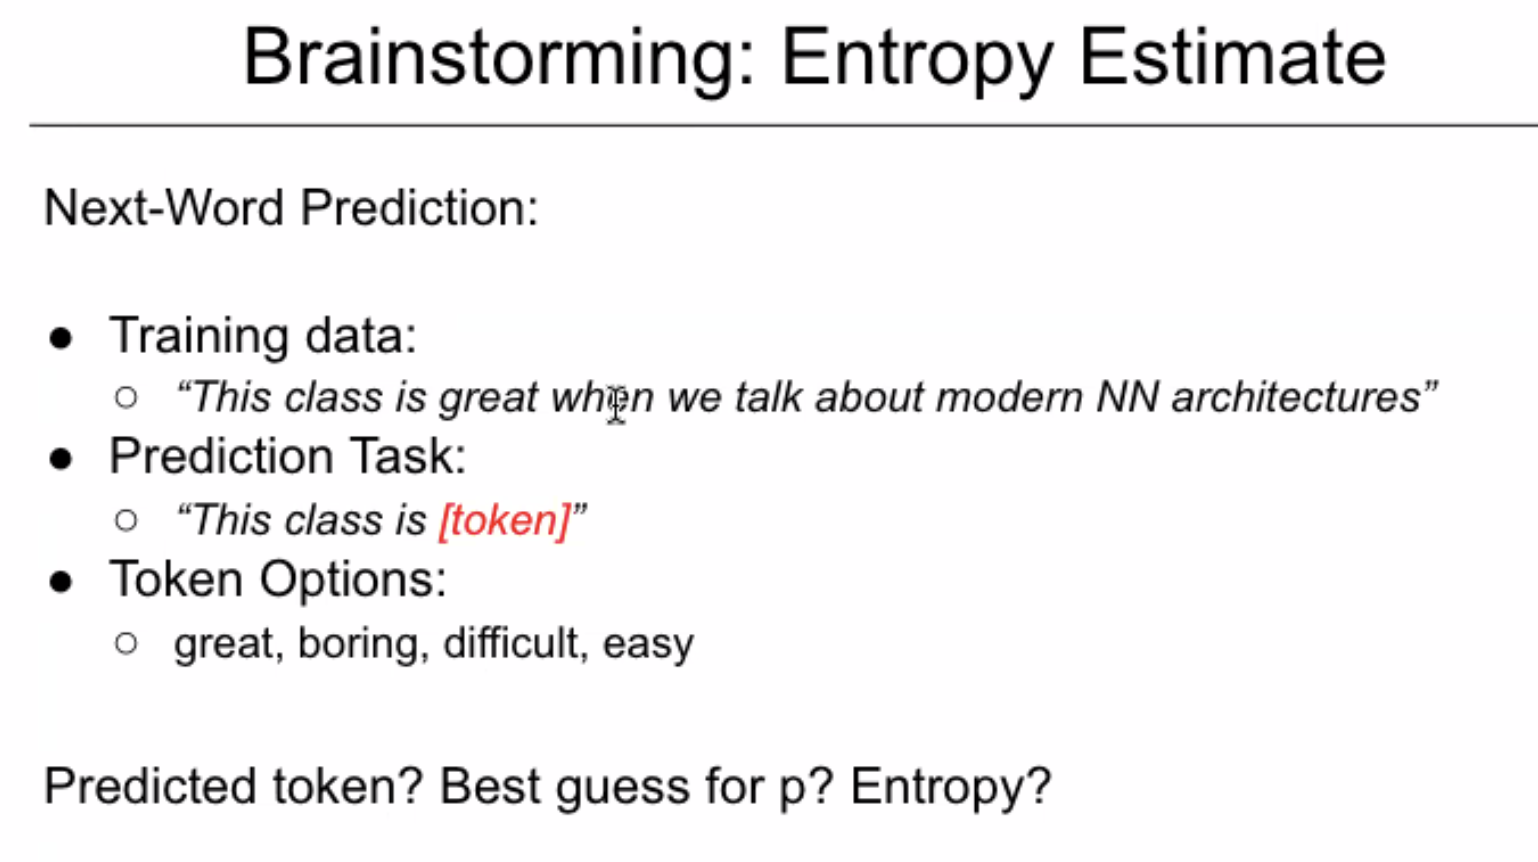 Brainstorming: Entropy Estimate
Next-Word Prediction:
● Training data:
○ “This class is great when we talk about modern NN architectures”
● Prediction Task:
○ “This class is [token]”
● Token Options:
○ great, boring, difficult, easy
Predicted token? Best guess for p? Entropy?